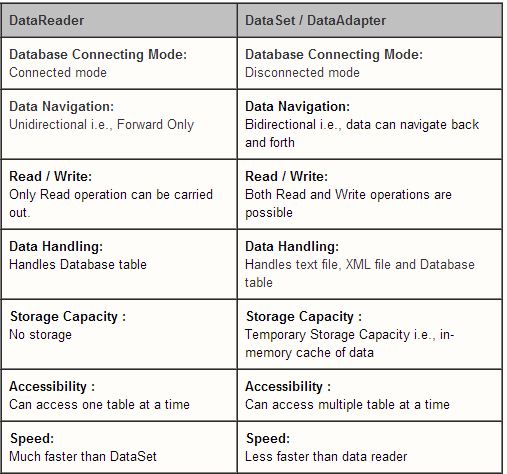 DataReader
DataSet / DataAdapter
Database Connecting Mode:
Connected mode
Database Connecting Mode:
Disconnected mode
Data Navigation:
Unidirectional i.e., Forward Only
Data Navigation:
Bidirectional i.e., data can navigate back
and forth
Read / Write:
Only Read operation can be carried
out.
Read / Write:
Both Read and Write operations are
possible
Data Handling:
Handles Database table
Data Handling:
Handles text file, XML file and Database
table
Storage Capacity :
No storage
Storage Capacity :
Temporary Storage Capacity i.e., in-
memory cache of data
Accessibility :
Can access one table at a time
Accessibility :
Can access multiple table at a time
Speed:
Much faster than DataSet
Speed:
Less faster than data reader